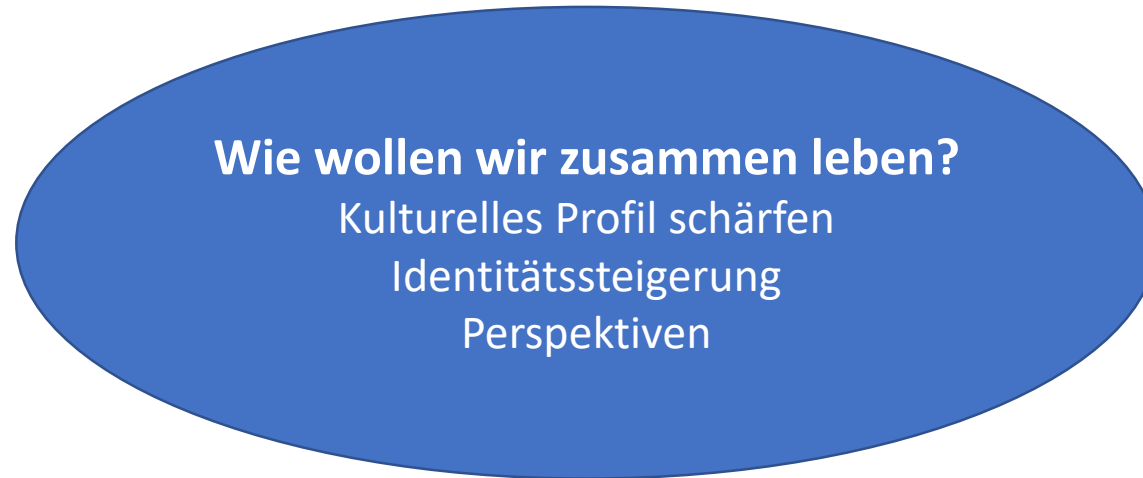 Wie wollen wir zusammen leben?
Kulturelles Profil schärfen
Identitätssteigerung
Perspektiven